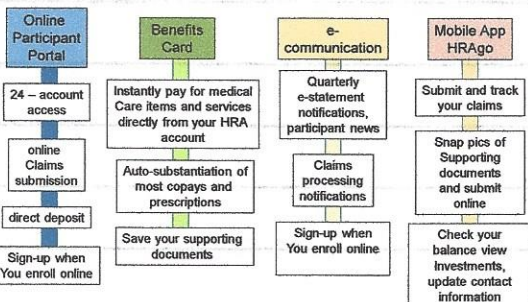 Online
Participant
Portal
24 – account
access
online
Claims
submission
direct deposit
Sign-up when
You enroll online
Benefits
Card
Instantly pay for medical
Care items and services
directly from your HRA
account
Auto-substantiation of
most copays and
prescriptions
Save your supporting
documents
e-
communication
Quarterly
e-statement
notifications,
participant news
Claims
processing
notifications
Sign-up when
You enroll online
Mobile App
HRAgo
Submit and track
your claims
Snap pics of
Supporting
documents
and submit
online
Check your
balance view
Investments,
update contact
information